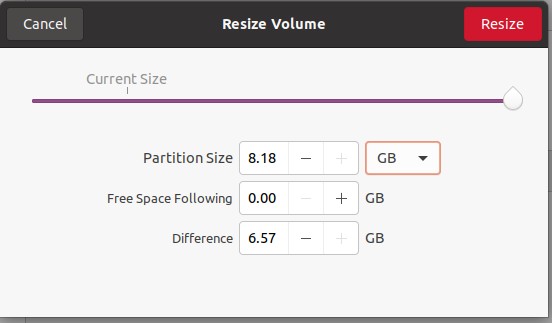 Cancel Resize Volume Resize
Current Size
Partition Size 8.18 − + GB
Free Space Following 0.00 − + GB
Difference 6.57 − + GB